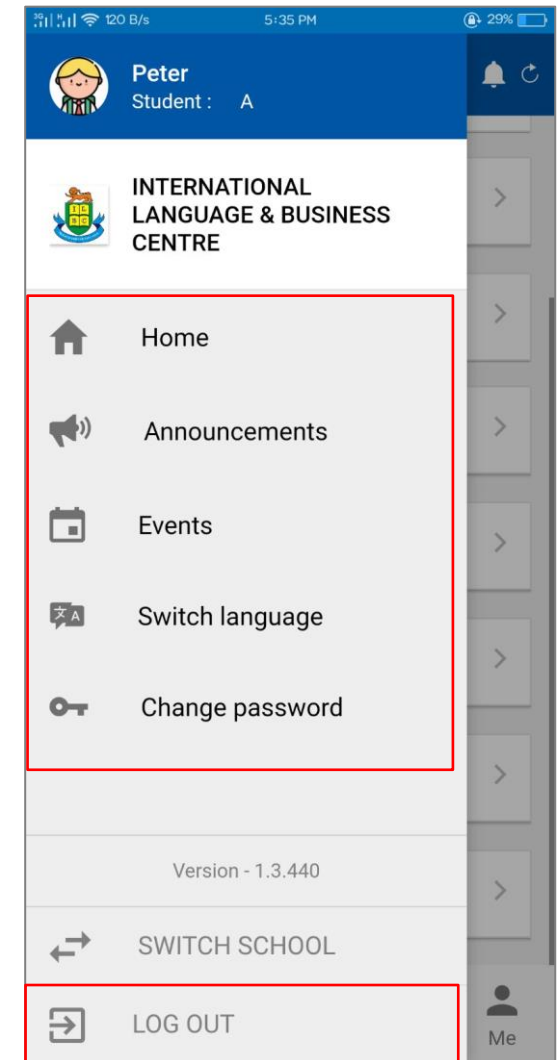 120 B/s 5:35 PM 29%
Peter
Student : A
INTERNATIONAL
LANGUAGE & BUSINESS
CENTRE
Home
Announcements
Events
Switch language
Change password
Version - 1.3.440
SWITCH SCHOOL
LOG OUT
Me